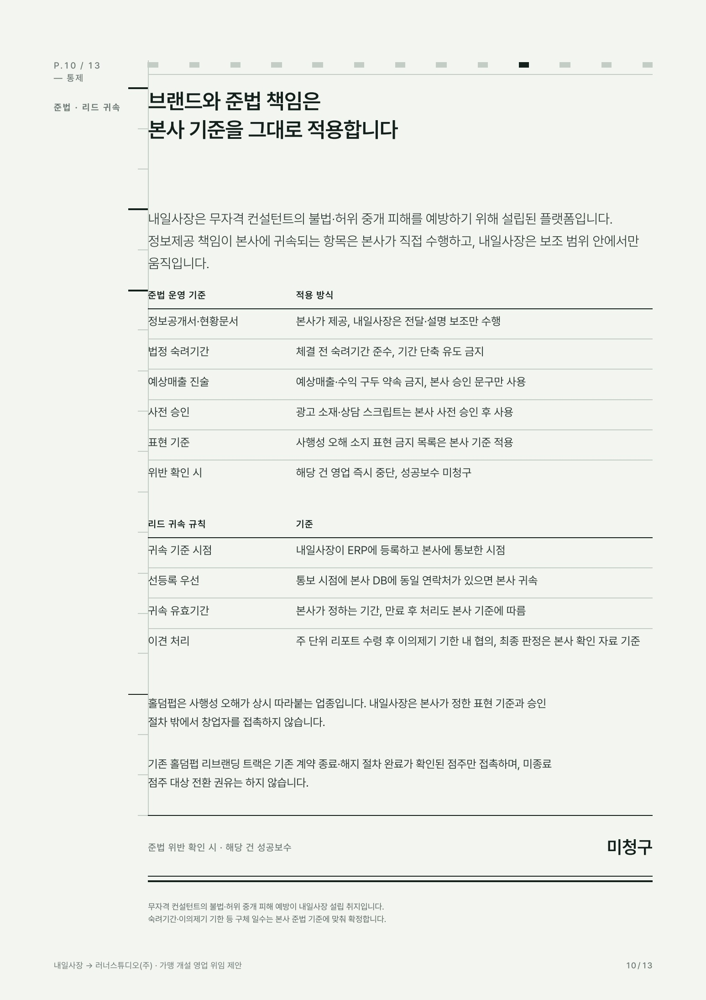 P.10 / 13
— 통제
준법 · 리드 귀속
브랜드와 준법 책임은
본사 기준을 그대로 적용합니다
내일사장은 무자격 컨설턴트의 불법·허위 중개 피해를 예방하기 위해 설립된 플랫폼입니다.
정보제공 책임이 본사에 귀속되는 항목은 본사가 직접 수행하고, 내일사장은 보조 범위 안에서만
움직입니다.
준법 운영 기준 적용 방식
정보공개서·현황문서 본사가 제공, 내일사장은 전달·설명 보조만 수행
법정 숙려기간 체결 전 숙려기간 준수, 기간 단축 유도 금지
예상매출 진술 예상매출·수익 구두 약속 금지, 본사 승인 문구만 사용
사전 승인 광고 소재·상담 스크립트는 본사 사전 승인 후 사용
표현 기준 사행성 오해 소지 표현 금지 목록은 본사 기준 적용
위반 확인 시 해당 건 영업 즉시 중단, 성공보수 미청구
리드 귀속 규칙 기준
귀속 기준 시점 내일사장이 ERP에 등록하고 본사에 통보한 시점
선등록 우선 통보 시점에 본사 DB에 동일 연락처가 있으면 본사 귀속
귀속 유효기간 본사가 정하는 기간, 만료 후 처리도 본사 기준에 따름
이견 처리 주 단위 리포트 수령 후 이의제기 기한 내 협의, 최종 판정은 본사 확인 자료 기준
홀덤펍은 사행성 오해가 상시 따라붙는 업종입니다. 내일사장은 본사가 정한 표현 기준과 승인
절차 밖에서 창업자를 접촉하지 않습니다.
기존 홀덤펍 리브랜딩 트랙은 기존 계약 종료·해지 절차 완료가 확인된 점주만 접촉하며, 미종료
점주 대상 전환 권유는 하지 않습니다.
준법 위반 확인 시 · 해당 건 성공보수 미청구
무자격 컨설턴트의 불법·허위 중개 피해 예방이 내일사장 설립 취지입니다.
숙려기간·이의제기 기한 등 구체 일수는 본사 준법 기준에 맞춰 확정합니다.
내일사장 → 러너스튜디오(주) · 가맹 개설 영업 위임 제안 10/13